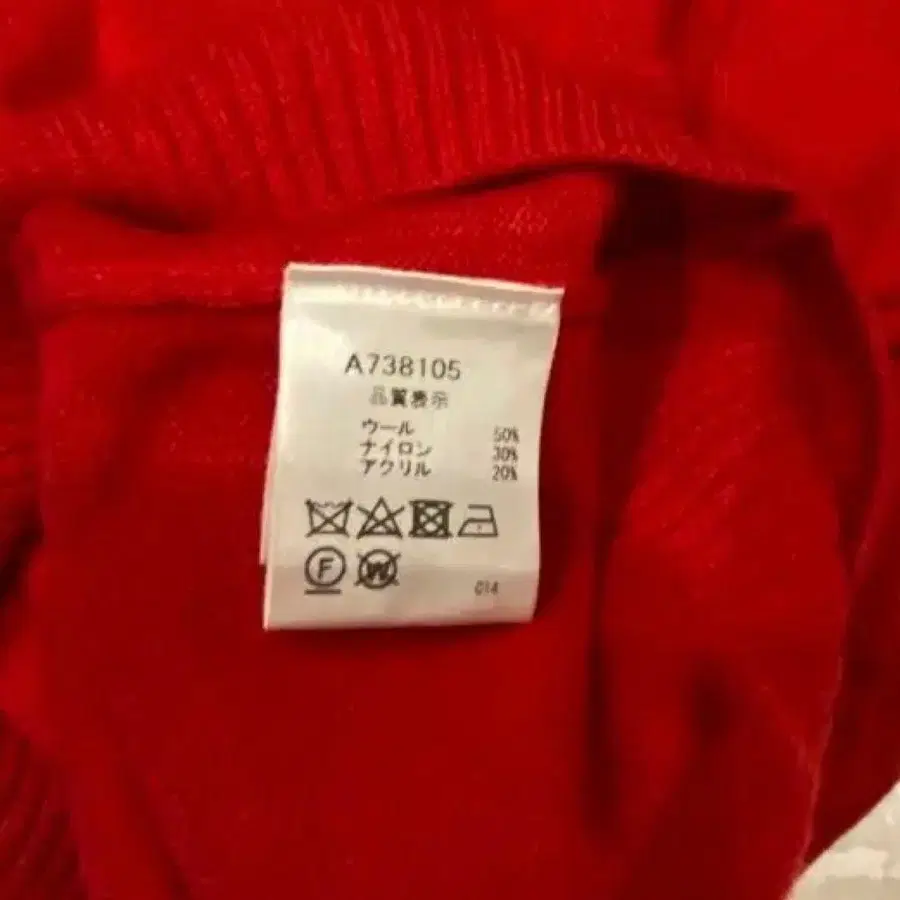 A738105
品質表示
ウール 50%
ナイロン 30%
アクリル 20%
F W
014